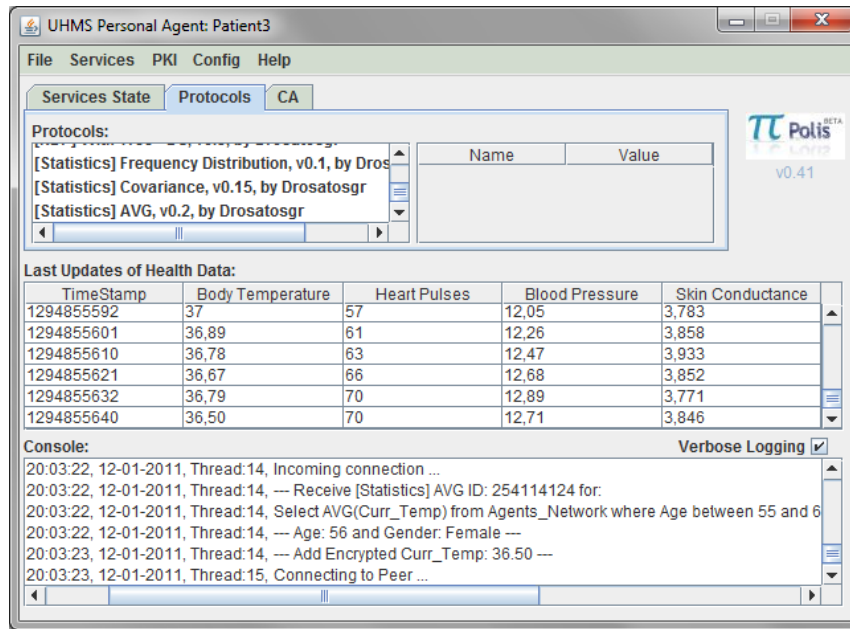 UHMS Personal Agent: Patient3
File Services PKI Config Help
Services State Protocols CA
Protocols:
[Statistics] Frequency Distribution, v0.1, by Dros
[Statistics] Covariance, v0.15, by Drosatosgr
[Statistics] AVG, v0.2, by Drosatosgr
Name Value
ππ Polis BETA
v0.41
Last Updates of Health Data:
TimeStamp Body Temperature Heart Pulses Blood Pressure Skin Conductance
1294855592 37 57 12,05 3,783
1294855601 36,89 61 12,26 3,858
1294855610 36,78 63 12,47 3,933
1294855621 36,67 66 12,68 3,852
1294855632 36,79 70 12,89 3,771
1294855640 36,50 70 12,71 3,846
Console: Verbose Logging
20:03:22, 12-01-2011, Thread:14, Incoming connection ...
20:03:22, 12-01-2011, Thread:14, --- Receive [Statistics] AVG ID: 254114124 for:
20:03:22, 12-01-2011, Thread:14, Select AVG(Curr_Temp) from Agents_Network where Age between 55 and 6
20:03:22, 12-01-2011, Thread:14, --- Age: 56 and Gender: Female ---
20:03:23, 12-01-2011, Thread:14, --- Add Encrypted Curr_Temp: 36.50 ---
20:03:23, 12-01-2011, Thread:15, Connecting to Peer ...